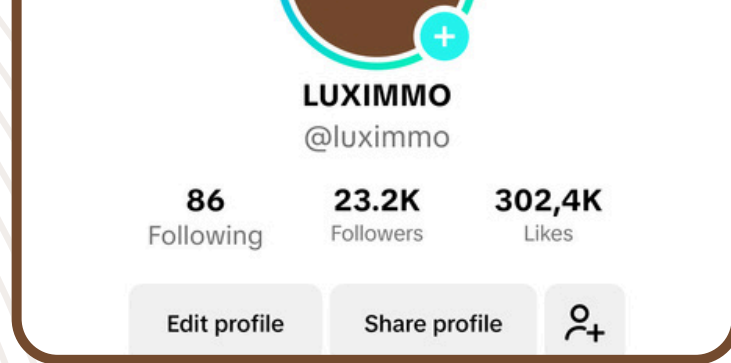 LUXIMMO
@luximmo
86 23.2K 302,4K
Following Followers Likes
Edit profile Share profile